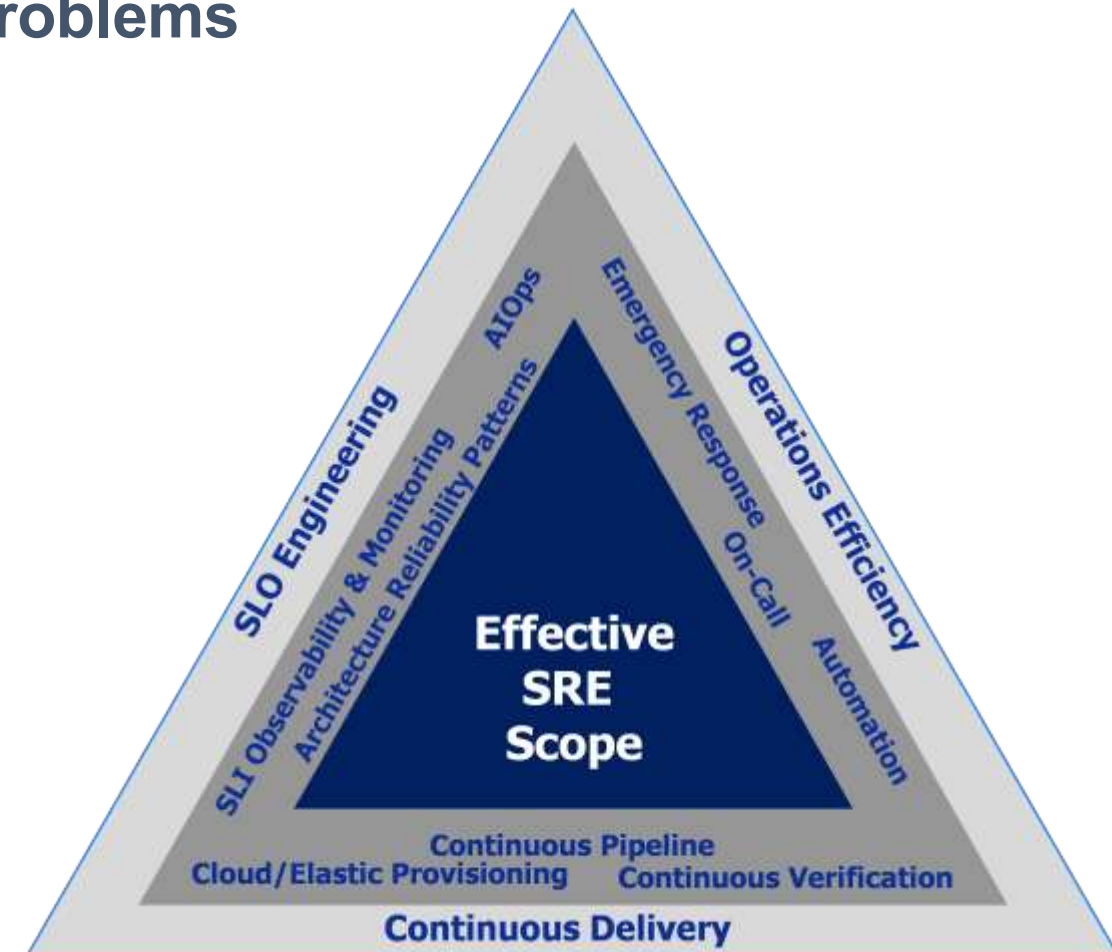 roblems
SLO Engineering
AIOps
SLI Observability & Monitoring
Architecture Reliability Patterns
Emergency Response
On-Call
Automation
Operations Efficiency
Effective
SRE
Scope
Continuous Pipeline
Cloud/Elastic Provisioning
Continuous Verification
Continuous Delivery